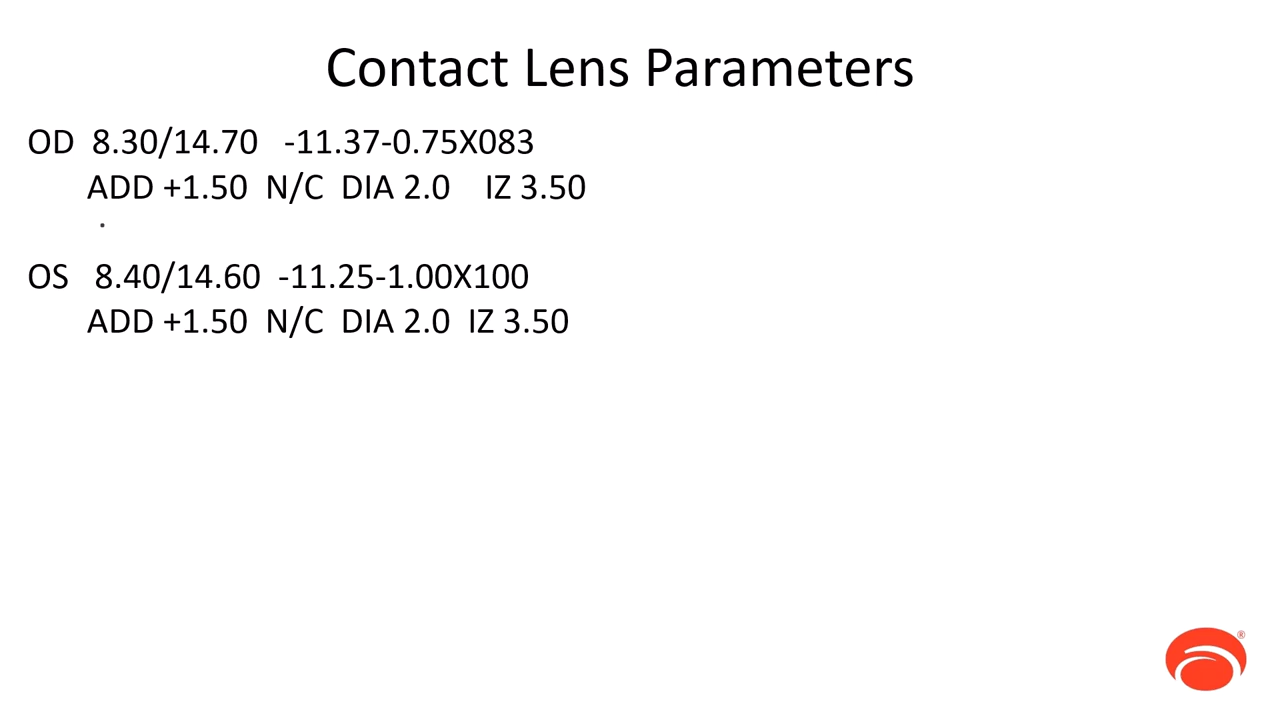 Contact Lens Parameters
OD 8.30/14.70 -11.37-0.75X083
ADD +1.50 N/C DIA 2.0 IZ 3.50
.
OS 8.40/14.60 -11.25-1.00X100
ADD +1.50 N/C DIA 2.0 IZ 3.50
®